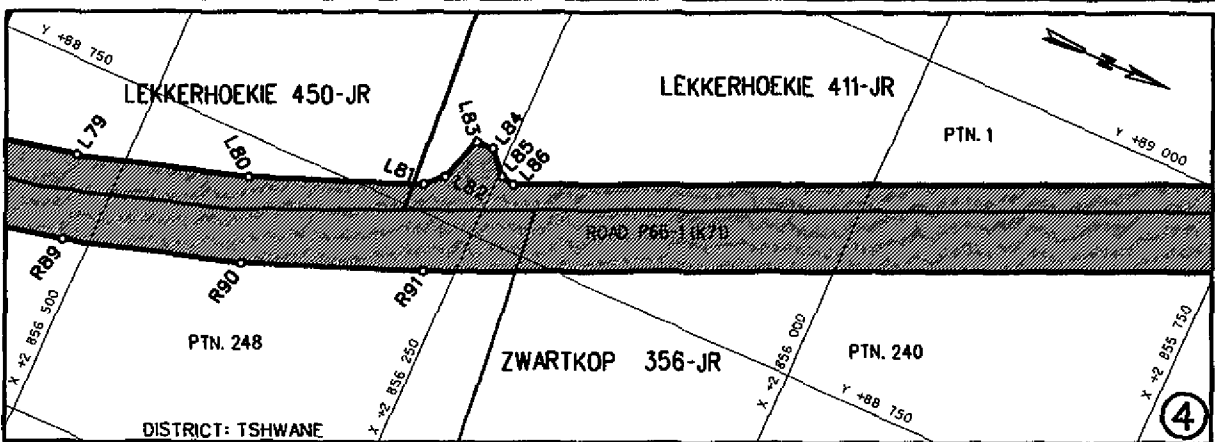 Y +88 750
LEKKERHOEKIE 450-JR
LEKKERHOEKIE 411-JR
N
PTN. 1
Y +89 000
L79
L80
L81
L82
L83
L84
L85
L86
ROAD P66-1 (K71)
R89
R90
R91
X +2 856 500
PTN. 248
X +2 856 250
ZWARTKOP 356-JR
X +2 856 000
PTN. 240
Y +88 750
X +2 855 750
DISTRICT: TSHWANE
4